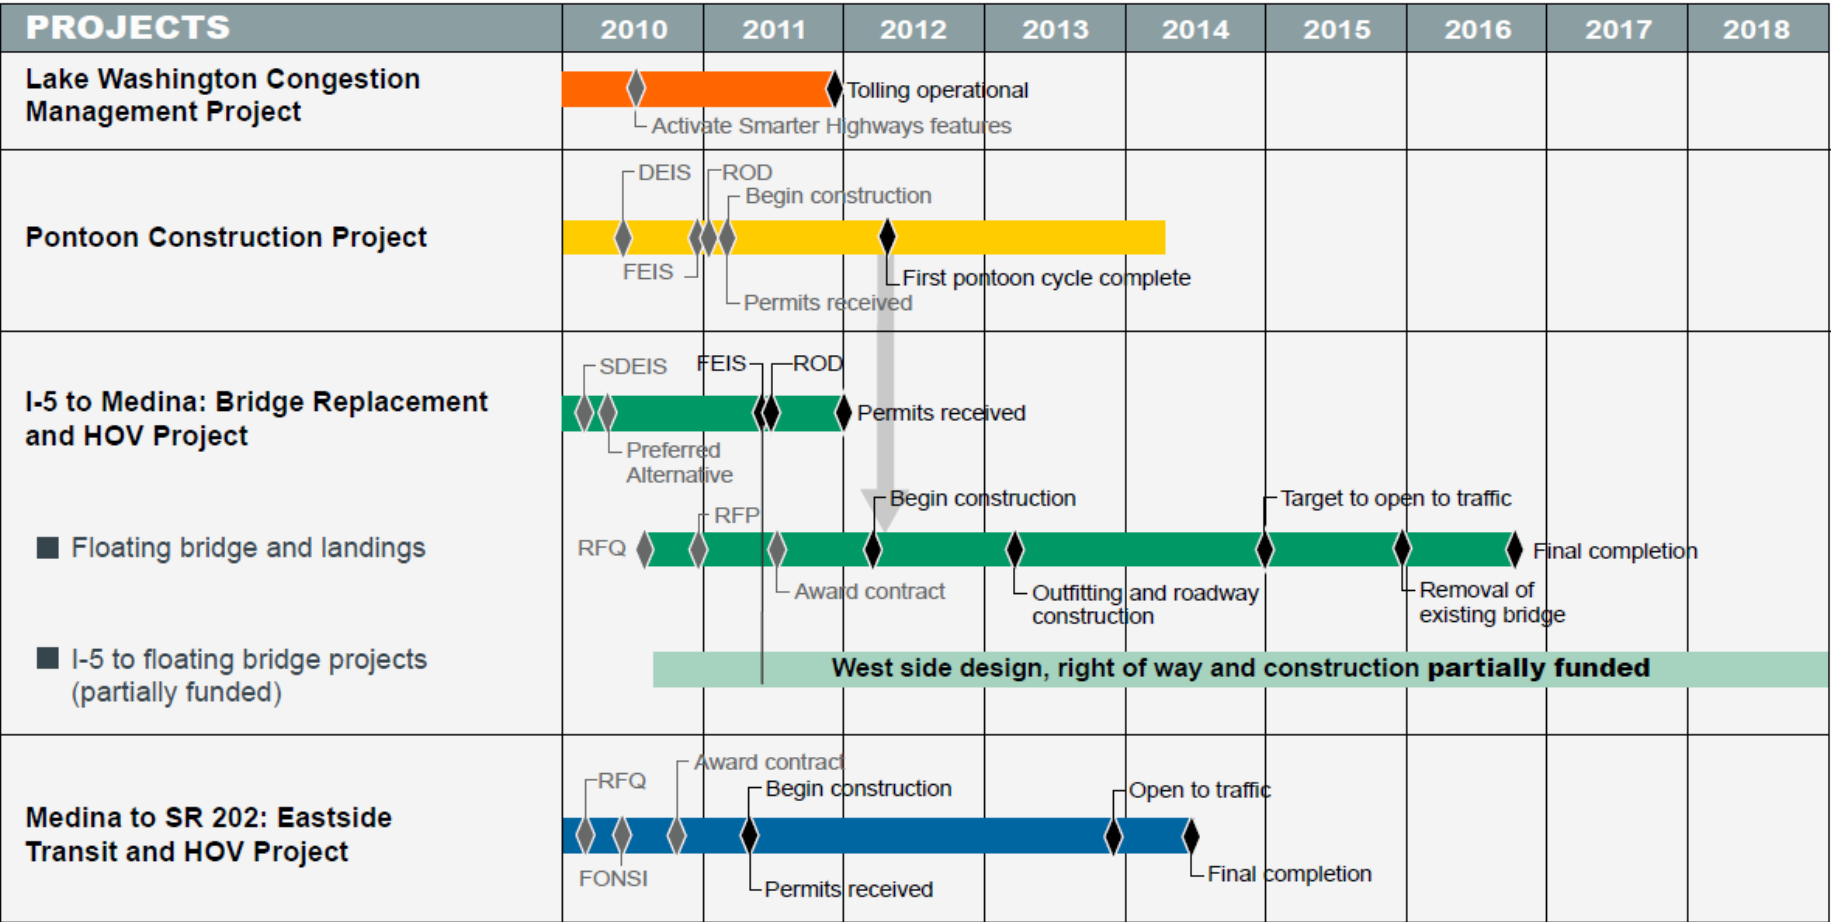 PROJECTS 2010 2011 2012 2013 2014 2015 2016 2017 2018
Lake Washington Congestion
Management Project
Tolling operational
Activate Smarter Highways features
Pontoon Construction Project
DEIS
ROD
Begin construction
FEIS
First pontoon cycle complete
Permits received
I-5 to Medina: Bridge Replacement
and HOV Project
SDEIS
FEIS
ROD
Permits received
Preferred
Alternative
Floating bridge and landings
RFQ
RFP
Award contract
Begin construction
Outfitting and roadway
construction
Target to open to traffic
Removal of
existing bridge
Final completion
I-5 to floating bridge projects
(partially funded)
West side design, right of way and construction partially funded
Medina to SR 202: Eastside
Transit and HOV Project
RFQ
Award contract
Begin construction
Open to traffic
FONSI
Permits received
Final completion